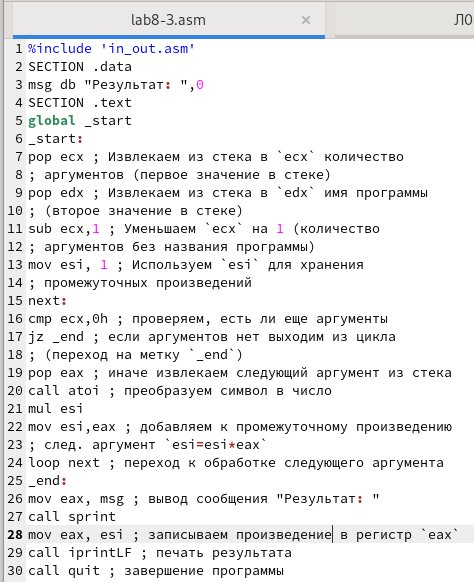 lab8-3.asm × ЛО
1 %include 'in_out.asm'
2 SECTION .data
3 msg db "Результат: ",0
4 SECTION .text
5 global _start
6 _start:
7 pop ecx ; Извлекаем из стека в `ecx` количество
8 ; аргументов (первое значение в стеке)
9 pop edx ; Извлекаем из стека в `edx` имя программы
10 ; (второе значение в стеке)
11 sub ecx,1 ; Уменьшаем `ecx` на 1 (количество
12 ; аргументов без названия программы)
13 mov esi, 1 ; Используем `esi` для хранения
14 ; промежуточных произведений
15 next:
16 cmp ecx,0h ; проверяем, есть ли еще аргументы
17 jz _end ; если аргументов нет выходим из цикла
18 ; (переход на метку `_end`)
19 pop eax ; иначе извлекаем следующий аргумент из стека
20 call atoi ; преобразуем символ в число
21 mul esi
22 mov esi,eax ; добавляем к промежуточному произведению
23 ; след. аргумент `esi=esi*eax`
24 loop next ; переход к обработке следующего аргумента
25 _end:
26 mov eax, msg ; вывод сообщения "Результат: "
27 call sprint
28 mov eax, esi ; записываем произведение в регистр `eax`
29 call iprintLF ; печать результата
30 call quit ; завершение программы